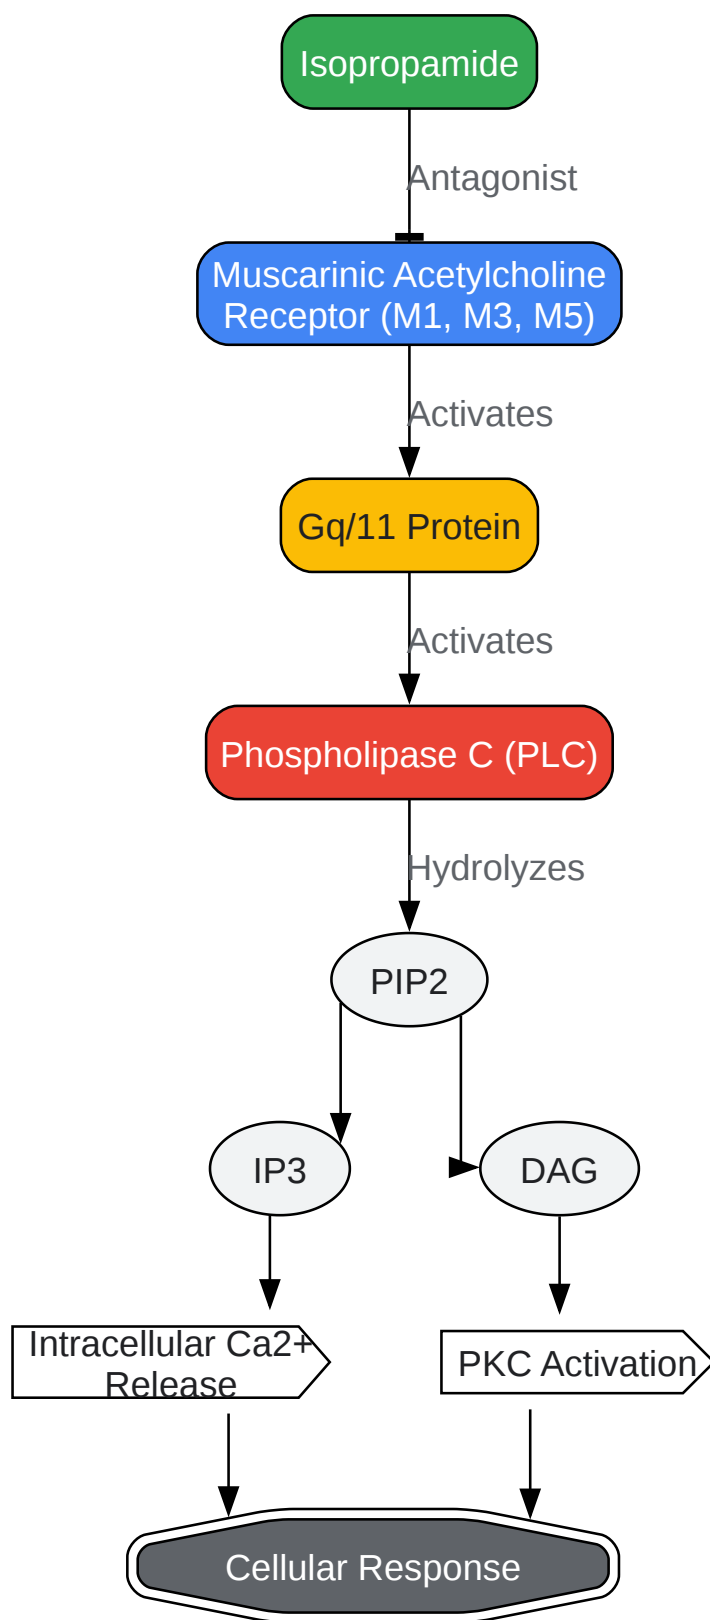 Isopropamide
Antagonist
Muscarinic Acetylcholine
Receptor (M1, M3, M5)
Activates
Gq/11 Protein
Activates
Phospholipase C (PLC)
Hydrolyzes
PIP2
IP3
DAG
Intracellular Ca2+
Release
PKC Activation
Cellular Response